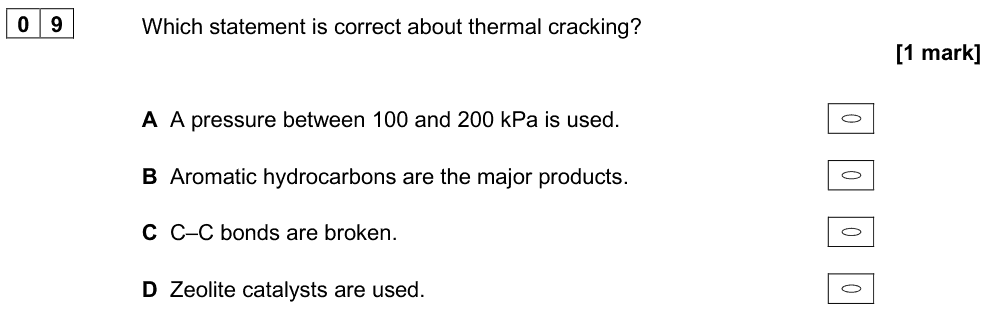 0 9 Which statement is correct about thermal cracking?
[1 mark]
A A pressure between 100 and 200 kPa is used.
B Aromatic hydrocarbons are the major products.
C C–C bonds are broken.
D Zeolite catalysts are used.